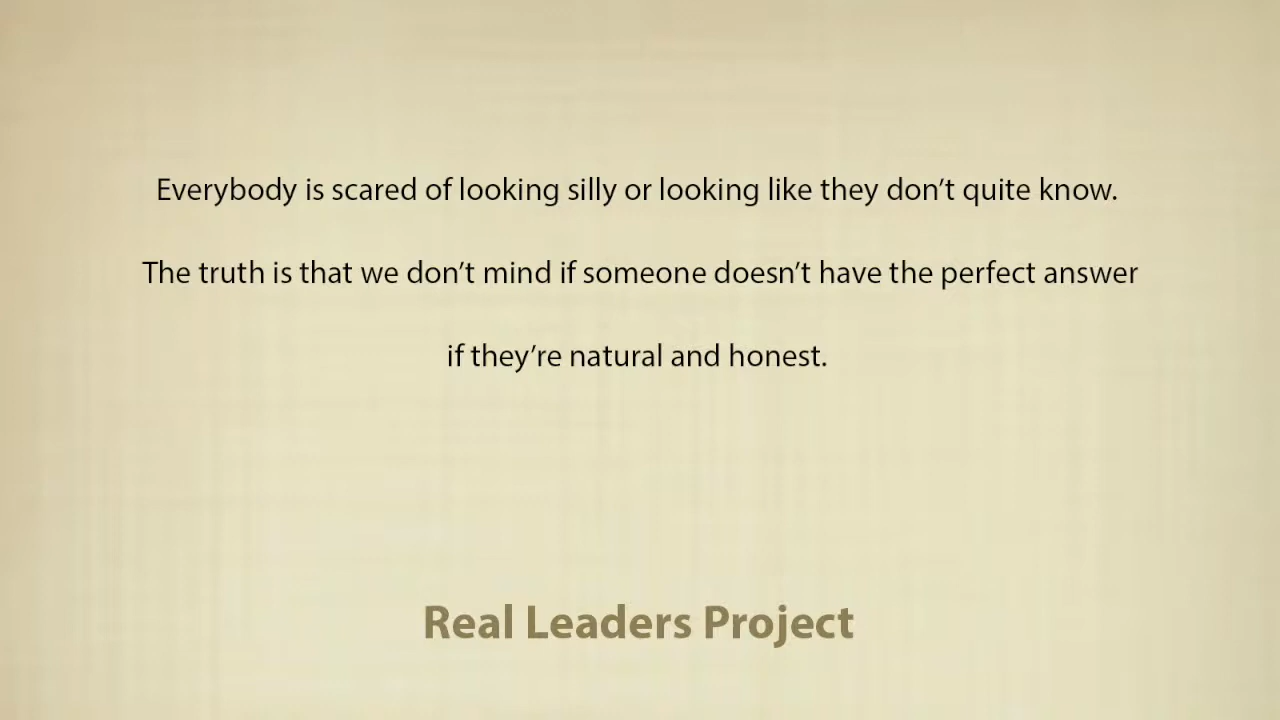 Everybody is scared of looking silly or looking like they don’t quite know.
The truth is that we don’t mind if someone doesn’t have the perfect answer
if they’re natural and honest.
Real Leaders Project